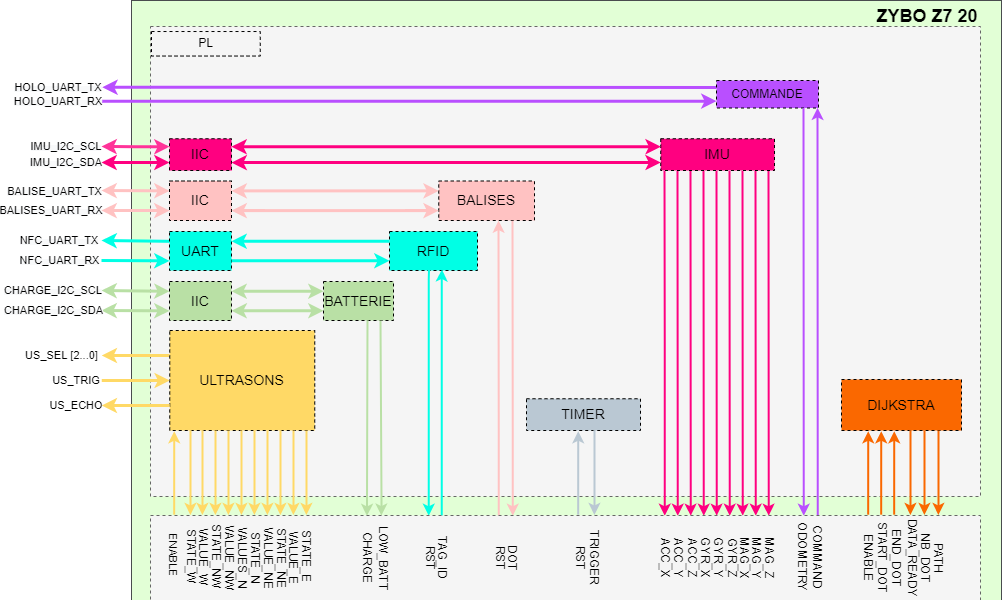 ZYBO Z7 20
PL
HOLO_UART_TX
HOLO_UART_RX
COMMANDE
IMU_I2C_SCL
IMU_I2C_SDA
IIC
IMU
BALISE_UART_TX
BALISES_UART_RX
IIC
BALISES
NFC_UART_TX
NFC_UART_RX
UART
RFID
CHARGE_I2C_SCL
CHARGE_I2C_SDA
IIC
BATTERIE
US_SEL [2...0]
US_TRIG
US_ECHO
ULTRASONS
TIMER
DIJKSTRA
ENABLE
STATE_W
VALUE_W
STATE_NW
VALUE_NW
VALUES_N
STATE_N
VALUE_NE
STATE_NE
VALUE_E
STATE_E
CHARGE
LOW_BATT
RST
TAG_ID
RST
DOT
RST
TRIGGER
ACC_X
ACC_Y
ACC_Z
GYR_X
GYR_Y
GYR_Z
MAG_X
MAG_Y
MAG_Z
ODOMETRY
COMMAND
ENABLE
START_DOT
END_DOT
DATA_READY
NB_DOT
PATH